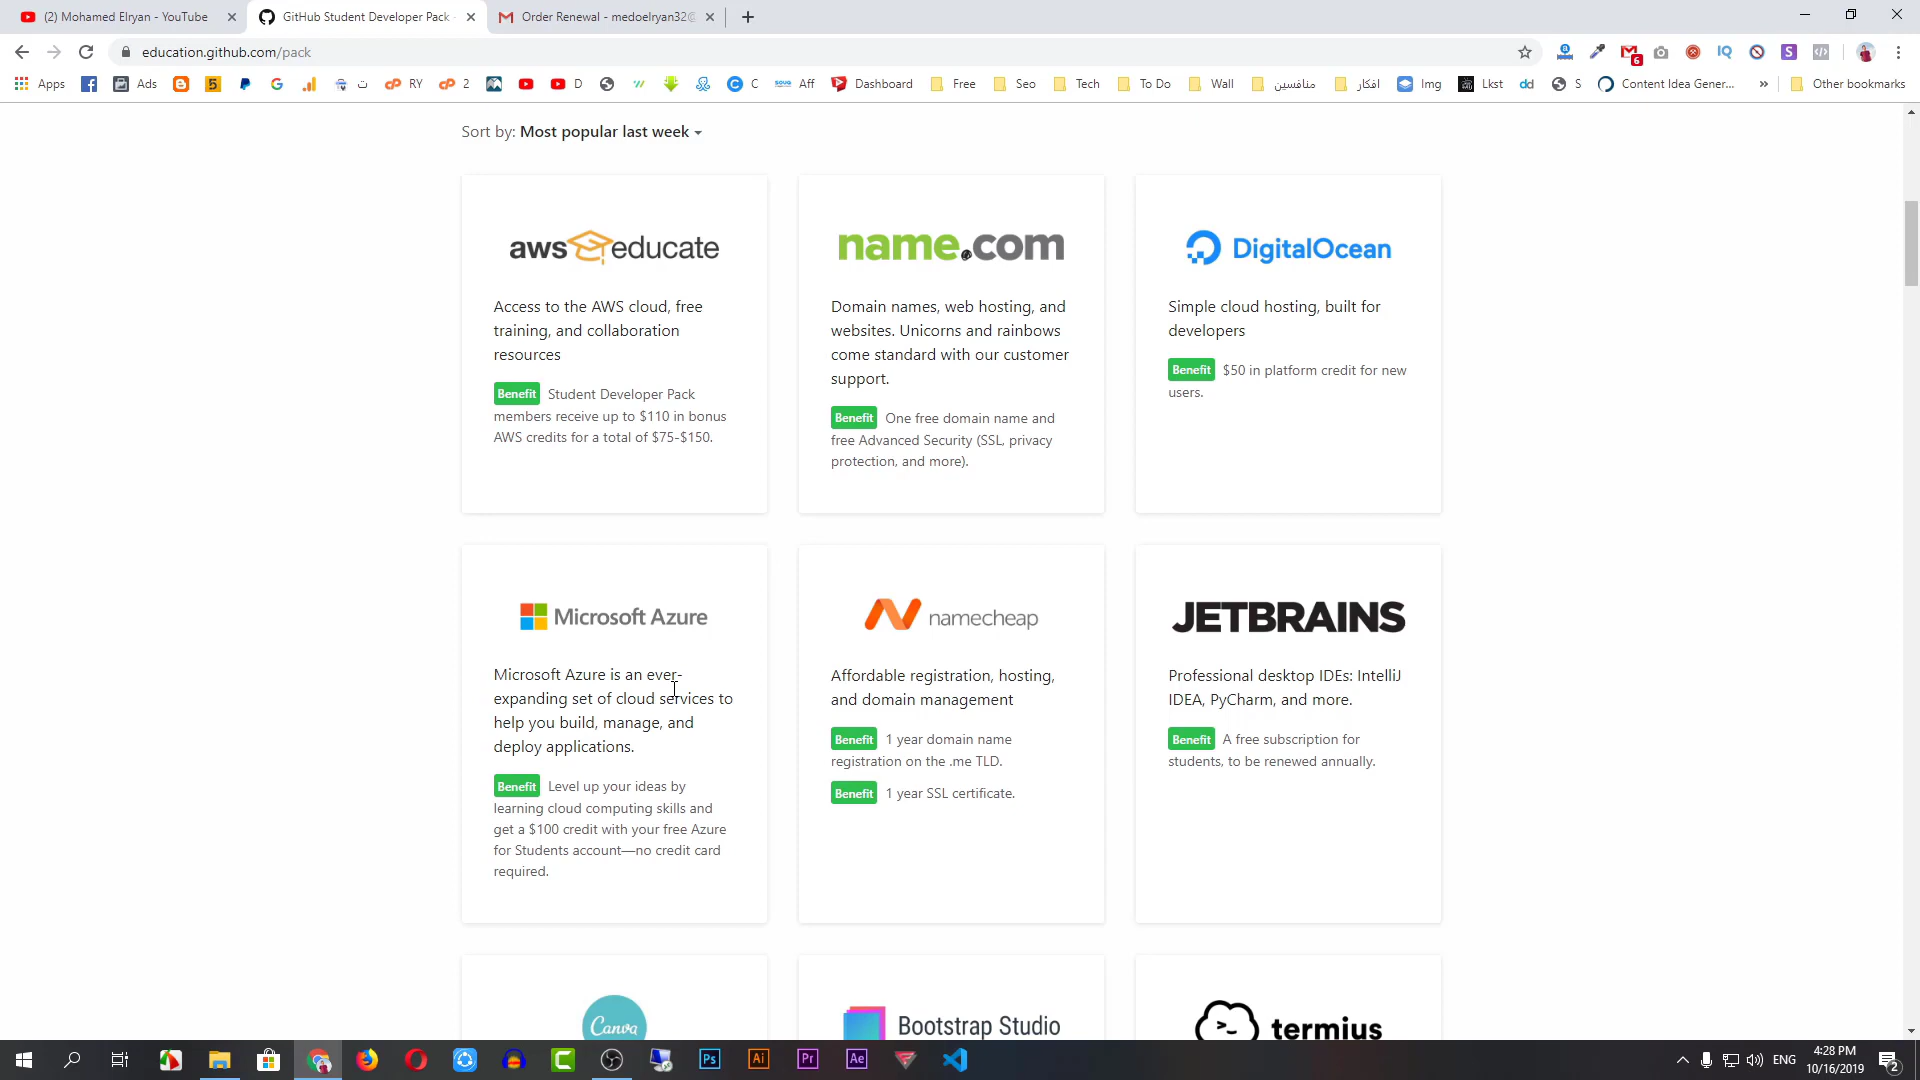 (2) Mohamed Elryan - YouTube
GitHub Student Developer Pack -
Order Renewal - medoelryan32@
education.github.com/pack
6
Apps
Ads
5
ت
RY
2
D
C
Aff
Dashboard
Free
Seo
Tech
To Do
Wall
منافسين
افكار
Img
Lkst
dd
S
Content Idea Gener...
»
Other bookmarks
Sort by: Most popular last week
aws educate
Access to the AWS cloud, free
training, and collaboration
resources
Benefit Student Developer Pack
members receive up to $110 in bonus
AWS credits for a total of $75-$150.
name.com
Domain names, web hosting, and
websites. Unicorns and rainbows
come standard with our customer
support.
Benefit One free domain name and
free Advanced Security (SSL, privacy
protection, and more).
DigitalOcean
Simple cloud hosting, built for
developers
Benefit $50 in platform credit for new
users.
Microsoft Azure
Microsoft Azure is an ever-
expanding set of cloud services to
help you build, manage, and
deploy applications.
Benefit Level up your ideas by
learning cloud computing skills and
get a $100 credit with your free Azure
for Students account—no credit card
required.
namecheap
Affordable registration, hosting,
and domain management
Benefit 1 year domain name
registration on the .me TLD.
Benefit 1 year SSL certificate.
JETBRAINS
Professional desktop IDEs: IntelliJ
IDEA, PyCharm, and more.
Benefit A free subscription for
students, to be renewed annually.
Canva
Bootstrap Studio
termius
Ps
Ai
Pr
Ae
ENG
4:28 PM
10/16/2019
2